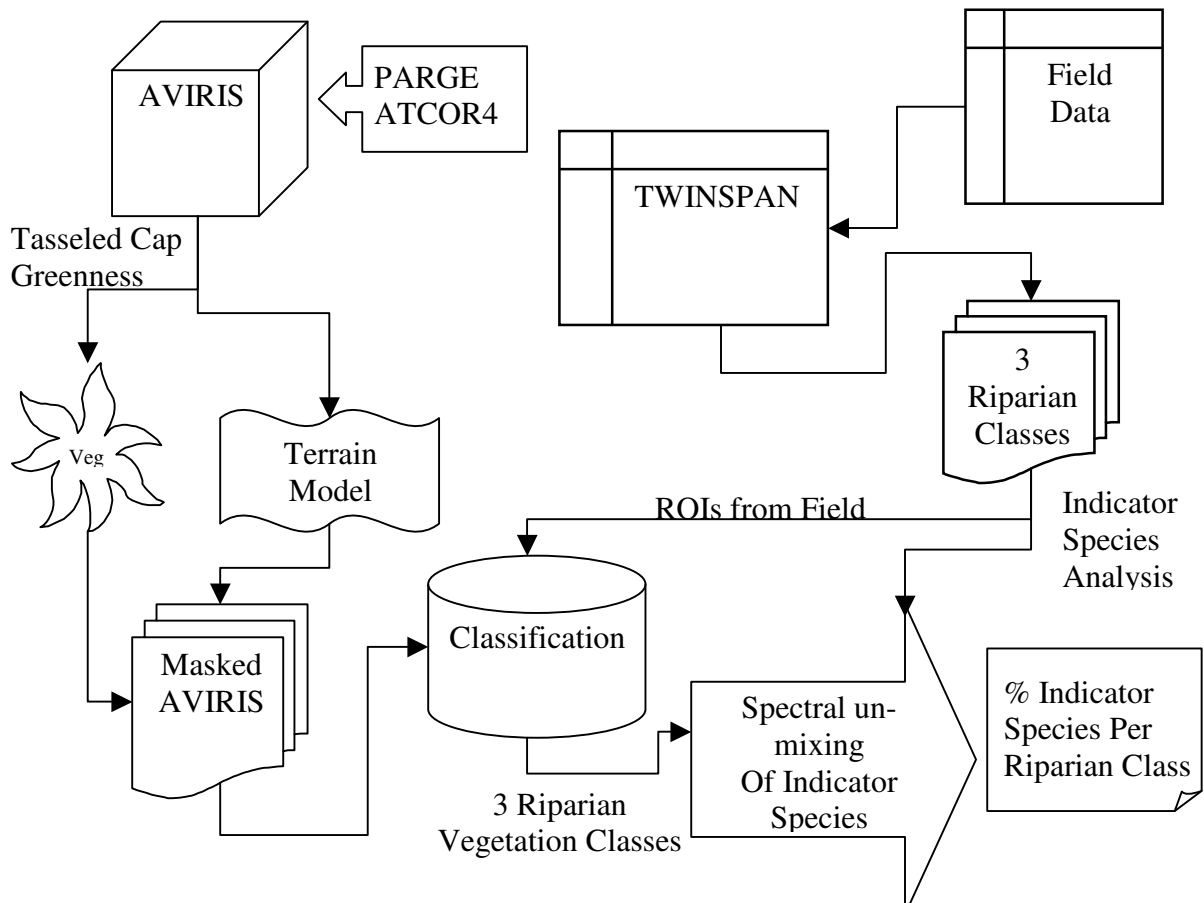 AVIRIS
PARGE
ATCOR4
Field
Data
TWINSPAN
Tasseled Cap
Greenness
3
Riparian
Classes
Veg
Terrain
Model
ROIs from Field
Indicator
Species
Analysis
Classification
Masked
AVIRIS
% Indicator
Species Per
Riparian Class
Spectral un-
mixing
Of Indicator
Species
3 Riparian
Vegetation Classes